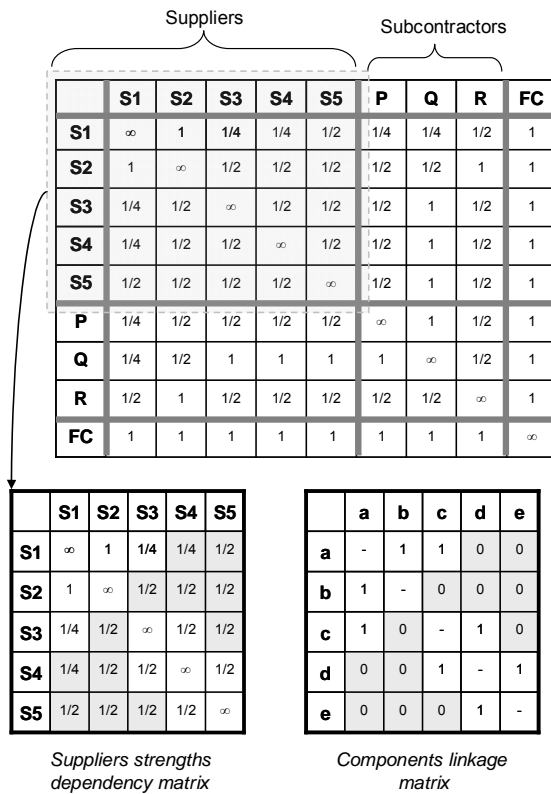 Suppliers
Subcontractors
S1 S2 S3 S4 S5 P Q R FC
S1 ∞ 1 1/4 1/4 1/2 1/4 1/4 1/2 1
S2 1 ∞ 1/2 1/2 1/2 1/2 1/2 1 1
S3 1/4 1/2 ∞ 1/2 1/2 1/2 1 1/2 1
S4 1/4 1/2 1/2 ∞ 1/2 1/2 1 1/2 1
S5 1/2 1/2 1/2 1/2 ∞ 1/2 1 1/2 1
P 1/4 1/2 1/2 1/2 1/2 ∞ 1 1/2 1
Q 1/4 1/2 1 1 1 1 ∞ 1/2 1
R 1/2 1 1/2 1/2 1/2 1/2 1/2 ∞ 1
FC 1 1 1 1 1 1 1 1 ∞
S1 S2 S3 S4 S5
S1 ∞ 1 1/4 1/4 1/2
S2 1 ∞ 1/2 1/2 1/2
S3 1/4 1/2 ∞ 1/2 1/2
S4 1/4 1/2 1/2 ∞ 1/2
S5 1/2 1/2 1/2 1/2 ∞
Suppliers strengths
dependency matrix
a b c d e
a - 1 1 0 0
b 1 - 0 0 0
c 1 0 - 1 0
d 0 0 1 - 1
e 0 0 0 1 -
Components linkage
matrix